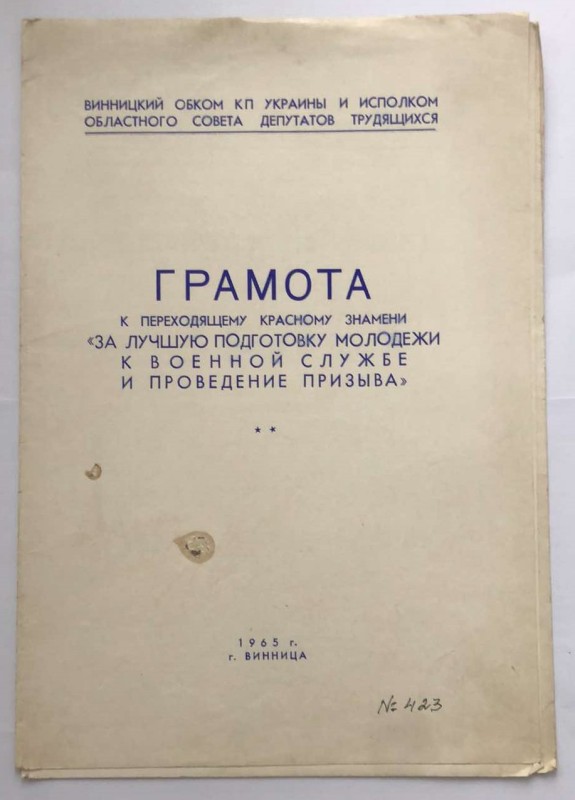 ВИННИЦКИЙ ОБКОМ КП УКРАИНЫ И ИСПОЛКОМ
ОБЛАСТНОГО СОВЕТА ДЕПУТАТОВ ТРУДЯЩИХСЯ
ГРАМОТА
К ПЕРЕХОДЯЩЕМУ КРАСНОМУ ЗНАМЕНИ
«ЗА ЛУЧШУЮ ПОДГОТОВКУ МОЛОДЕЖИ
К ВОЕННОЙ СЛУЖБЕ
И ПРОВЕДЕНИЕ ПРИЗЫВА»
1965 г.
г. ВИННИЦА
№ 423